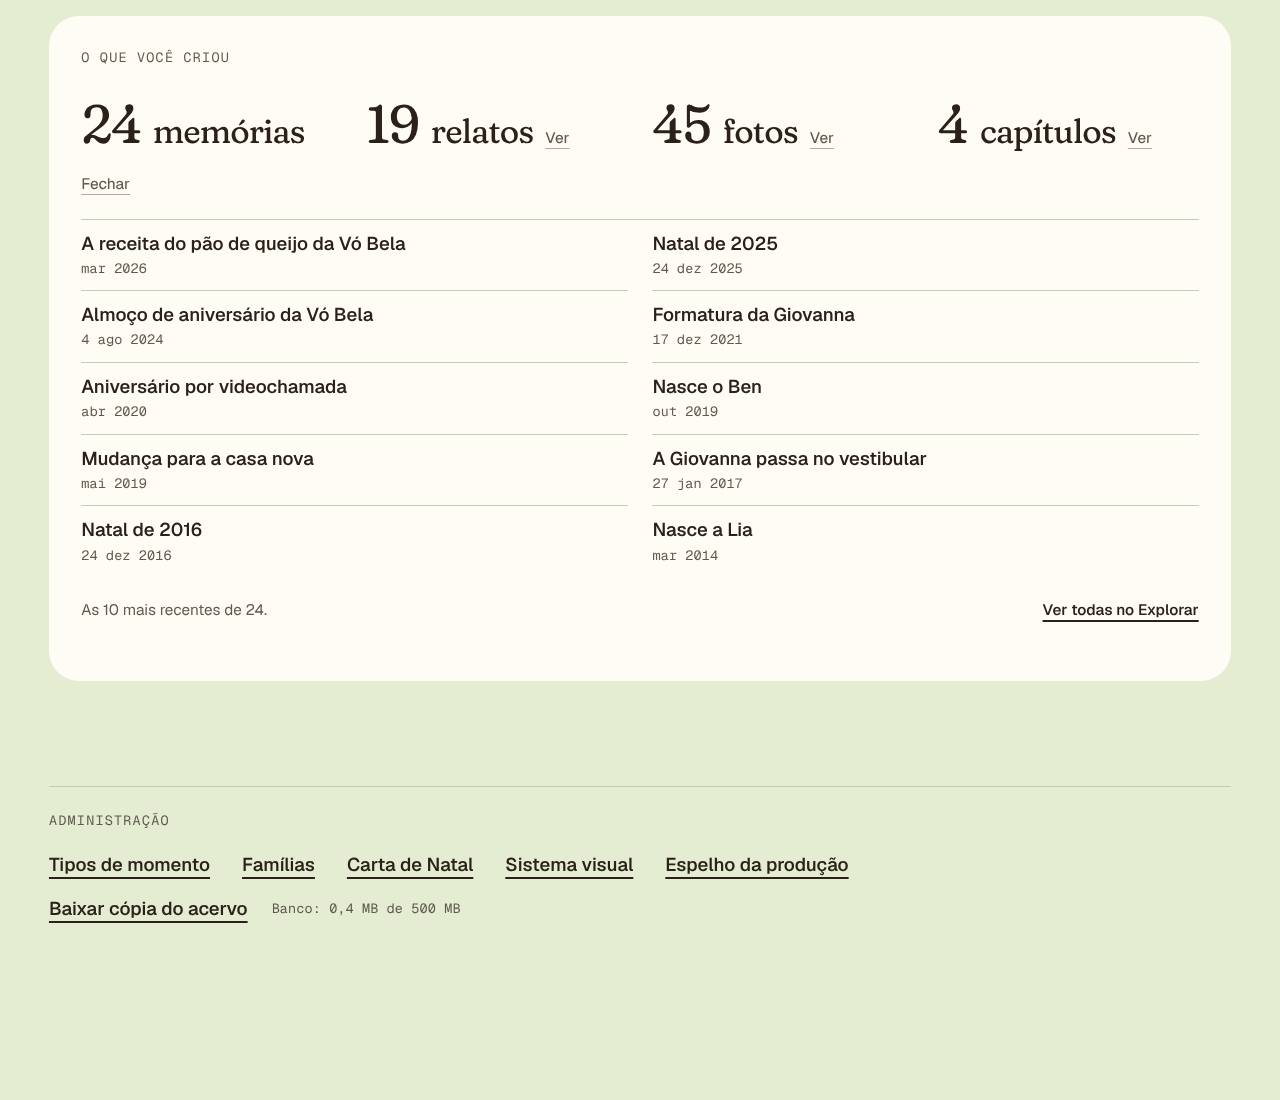 O QUE VOCÊ CRIOU
24 memórias 19 relatos Ver 45 fotos Ver 4 capítulos Ver
Fechar
A receita do pão de queijo da Vó Bela
mar 2026
Natal de 2025
24 dez 2025
Almoço de aniversário da Vó Bela
4 ago 2024
Formatura da Giovanna
17 dez 2021
Aniversário por videochamada
abr 2020
Nasce o Ben
out 2019
Mudança para a casa nova
mai 2019
A Giovanna passa no vestibular
27 jan 2017
Natal de 2016
24 dez 2016
Nasce a Lia
mar 2014
As 10 mais recentes de 24. Ver todas no Explorar
ADMINISTRAÇÃO
Tipos de momento Famílias Carta de Natal Sistema visual Espelho da produção
Baixar cópia do acervo Banco: 0,4 MB de 500 MB